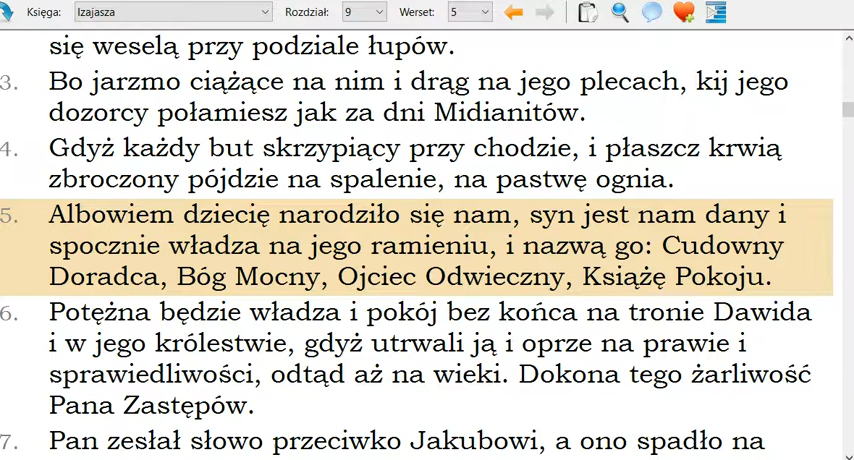 Księga: Izajasza Rozdział: 9 Werset: 5
się weselą przy podziale łupów.
3. Bo jarzmo ciążące na nim i drąg na jego plecach, kij jego
dozorcy połamiesz jak za dni Midianitów.
4. Gdyż każdy but skrzypiący przy chodzie, i płaszcz krwią
zbroczony pójdzie na spalenie, na pastwę ognia.
5. Albowiem dziecię narodziło się nam, syn jest nam dany i
spocznie władza na jego ramieniu, i nazwą go: Cudowny
Doradca, Bóg Mocny, Ojciec Odwieczny, Książę Pokoju.
6. Potężna będzie władza i pokój bez końca na tronie Dawida
i w jego królestwie, gdyż utrwali ją i oprze na prawie i
sprawiedliwości, odtąd aż na wieki. Dokona tego żarliwość
Pana Zastępów.
7. Pan zesłał słowo przeciwko Jakubowi, a ono spadło na